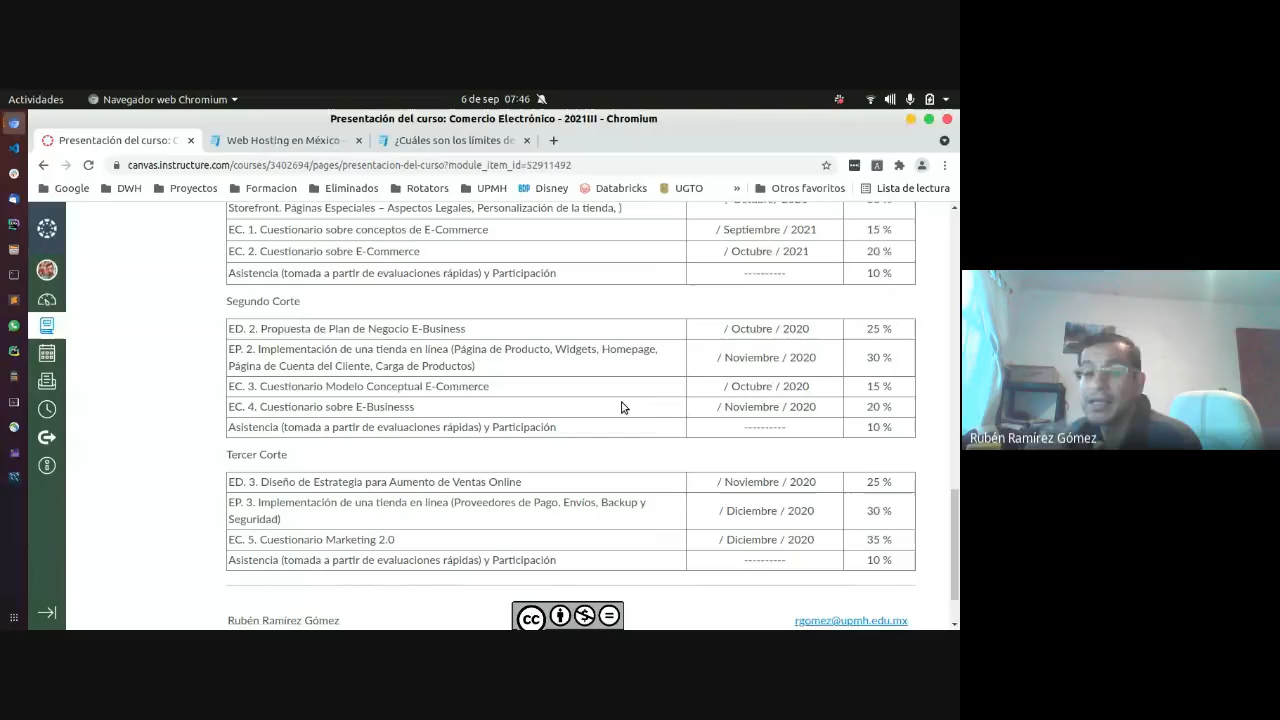 Actividades
Navegador web Chromium
6 de sep 07:46
Presentación del curso: Comercio Electrónico - 2021III - Chromium
Presentación del curso: C
Web Hosting en México -
¿Cuáles son los límites de
canvas.instructure.com/courses/3402694/pages/presentacion-del-curso?module_item_id=52911492
Google
DWH
Proyectos
Formacion
Eliminados
Rotators
UPMH
Disney
Databricks
UGTO
»
Otros favoritos
Lista de lectura
Storefront. Páginas Especiales – Aspectos Legales, Personalización de la tienda, )
EC. 1. Cuestionario sobre conceptos de E-Commerce / Septiembre / 2021 15 %
EC. 2. Cuestionario sobre E-Commerce / Octubre / 2021 20 %
Asistencia (tomada a partir de evaluaciones rápidas) y Participación ---------- 10 %
Segundo Corte
ED. 2. Propuesta de Plan de Negocio E-Business / Octubre / 2020 25 %
EP. 2. Implementación de una tienda en línea (Página de Producto, Widgets, Homepage,
Página de Cuenta del Cliente, Carga de Productos) / Noviembre / 2020 30 %
EC. 3. Cuestionario Modelo Conceptual E-Commerce / Octubre / 2020 15 %
EC. 4. Cuestionario sobre E-Businesss / Noviembre / 2020 20 %
Asistencia (tomada a partir de evaluaciones rápidas) y Participación ---------- 10 %
Tercer Corte
ED. 3. Diseño de Estrategia para Aumento de Ventas Online / Noviembre / 2020 25 %
EP. 3. Implementación de una tienda en línea (Proveedores de Pago. Envíos, Backup y
Seguridad) / Diciembre / 2020 30 %
EC. 5. Cuestionario Marketing 2.0 / Diciembre / 2020 35 %
Asistencia (tomada a partir de evaluaciones rápidas) y Participación ---------- 10 %
Rubén Ramírez Gómez
cc
rgomez@upmh.edu.mx
Rubén Ramírez Gómez